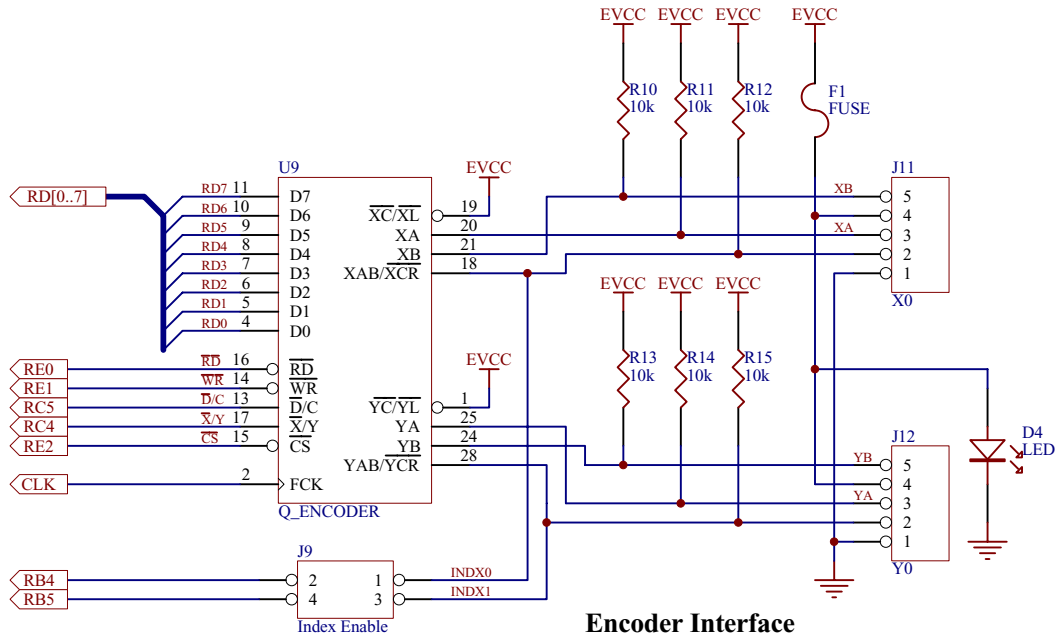 EVCC EVCC EVCC EVCC
R10 10k
R11 10k
R12 10k
F1 FUSE
U9
EVCC
J11
RD[0..7]
RD7 11 D7
RD6 10 D6
RD5 9 D5
RD4 8 D4
RD3 7 D3
RD2 6 D2
RD1 5 D1
RD0 4 D0
XC/XL 19
XA 20
XB 21
XAB/XCR 18
XB 5
4
XA 3
2
1
X0
EVCC EVCC EVCC
R13 10k
R14 10k
R15 10k
EVCC
RE0 RD 16 RD
RE1 WR 14 WR
RC5 D/C 13 D/C
RC4 X/Y 17 X/Y
RE2 CS 15 CS
CLK 2 FCK
YC/YL 1
YA 25
YB 24
YAB/YCR 28
Q_ENCODER
J12
YB 5
4
YA 3
2
1
Y0
D4 LED
J9
RB4 2 1 INDX0
RB5 4 3 INDX1
Index Enable
Encoder Interface